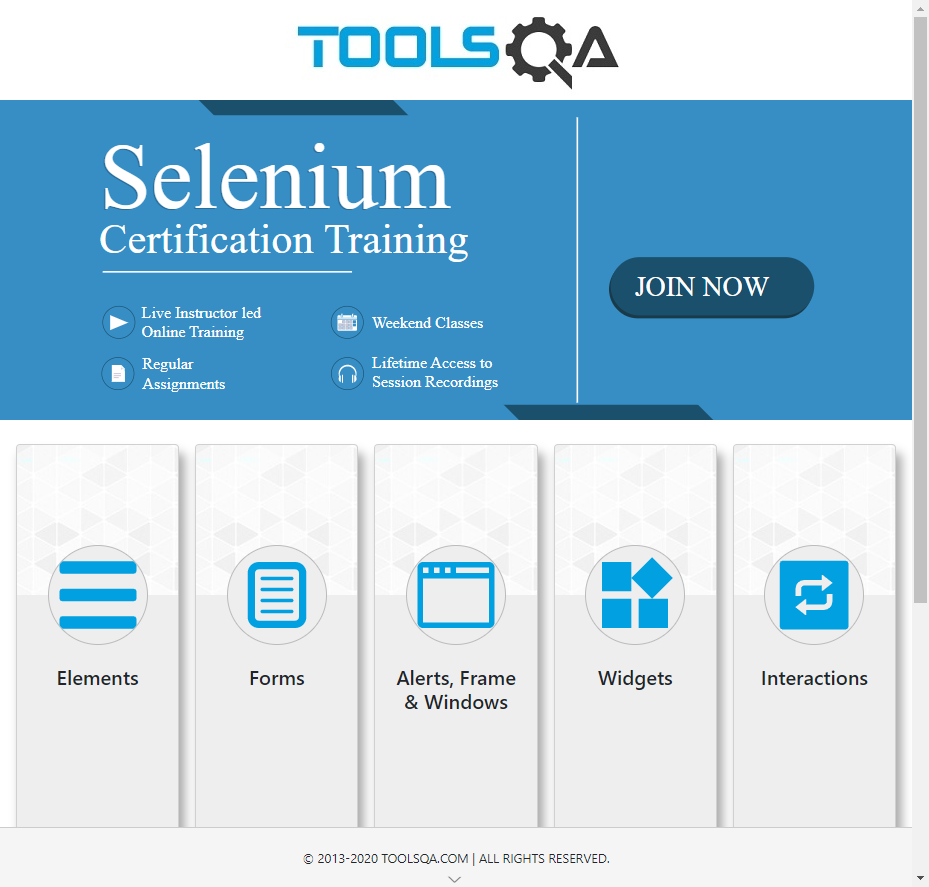 TOOLSQA
Selenium
Certification Training
JOIN NOW
Live Instructor led
Online Training
Weekend Classes
Regular
Assignments
Lifetime Access to
Session Recordings
Elements
Forms
Alerts, Frame
& Windows
Widgets
Interactions
© 2013-2020 TOOLSQA.COM | ALL RIGHTS RESERVED.